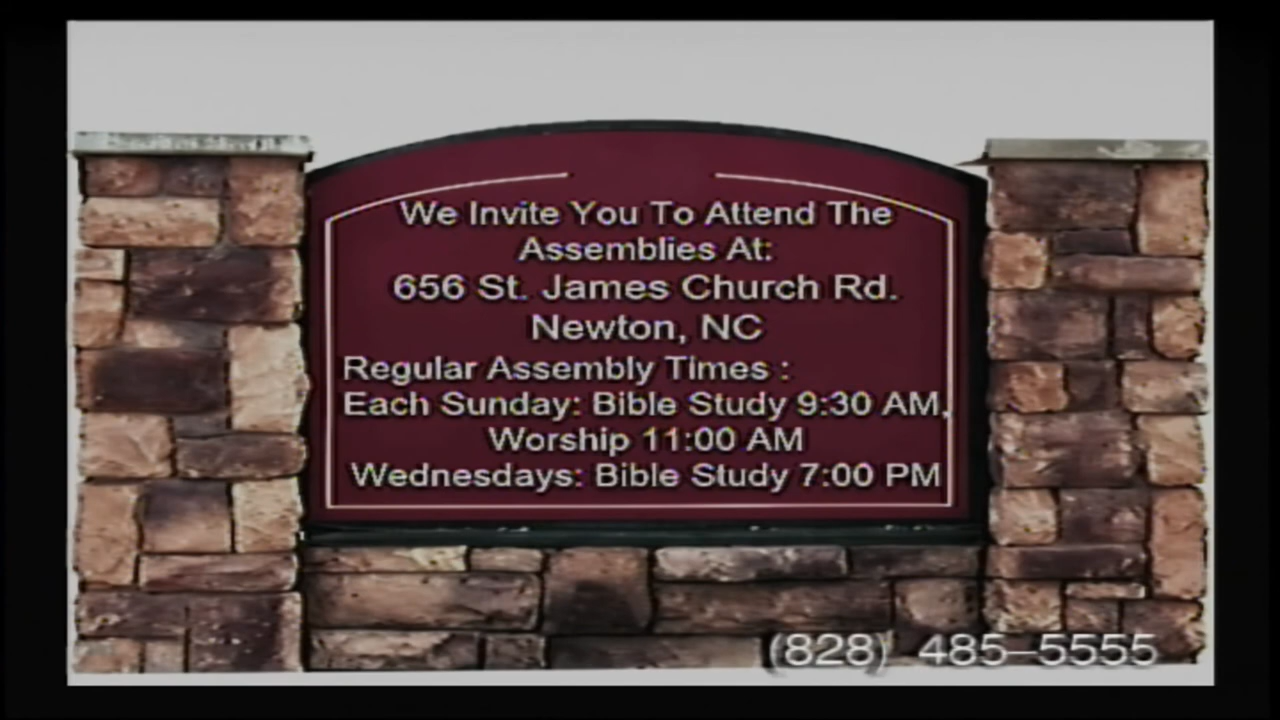 We Invite You To Attend The
Assemblies At:
656 St. James Church Rd.
Newton, NC
Regular Assembly Times :
Each Sunday: Bible Study 9:30 AM,
Worship 11:00 AM
Wednesdays: Bible Study 7:00 PM
(828) 485-5555